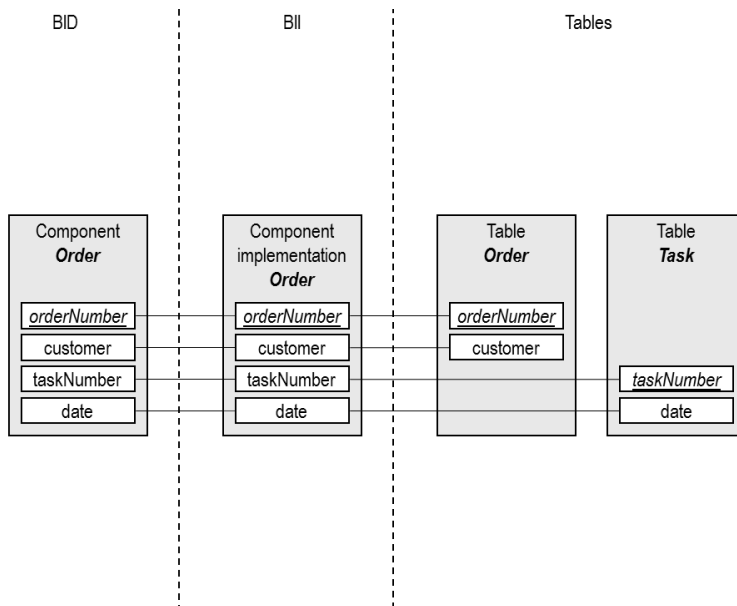 BID
BII
Tables
Component
Order
orderNumber
customer
taskNumber
date
Component
implementation
Order
orderNumber
customer
taskNumber
date
Table
Order
orderNumber
customer
Table
Task
taskNumber
date